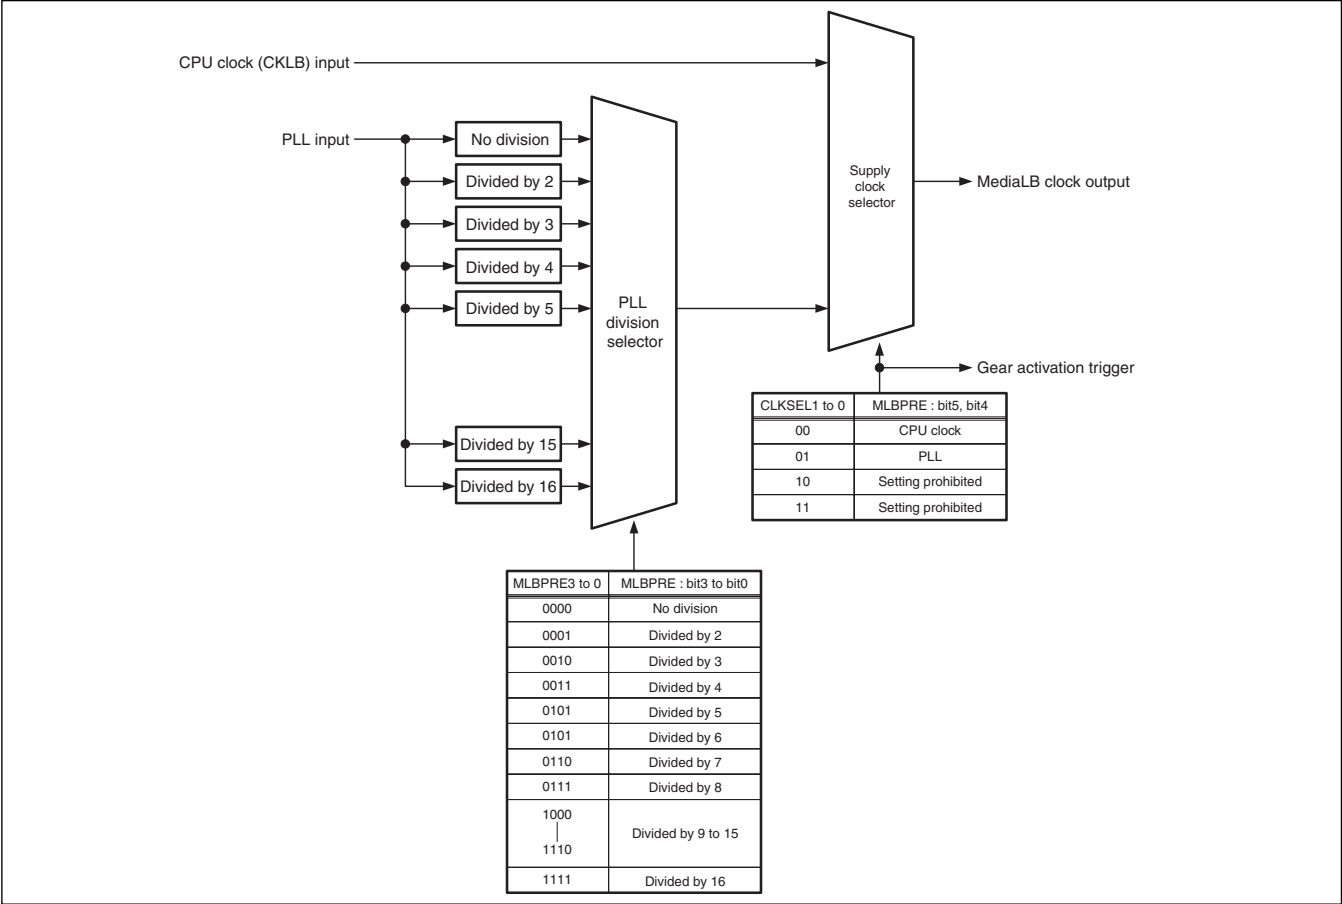 CPU clock (CKLB) input
PLL input
No division
Divided by 2
Divided by 3
Divided by 4
Divided by 5
Divided by 15
Divided by 16
PLL
division
selector
Supply
clock
selector
MediaLB clock output
Gear activation trigger
CLKSEL1 to 0 MLBPRE : bit5, bit4
00 CPU clock
01 PLL
10 Setting prohibited
11 Setting prohibited
MLBPRE3 to 0 MLBPRE : bit3 to bit0
0000 No division
0001 Divided by 2
0010 Divided by 3
0011 Divided by 4
0101 Divided by 5
0101 Divided by 6
0110 Divided by 7
0111 Divided by 8
1000
1110
Divided by 9 to 15
1111 Divided by 16